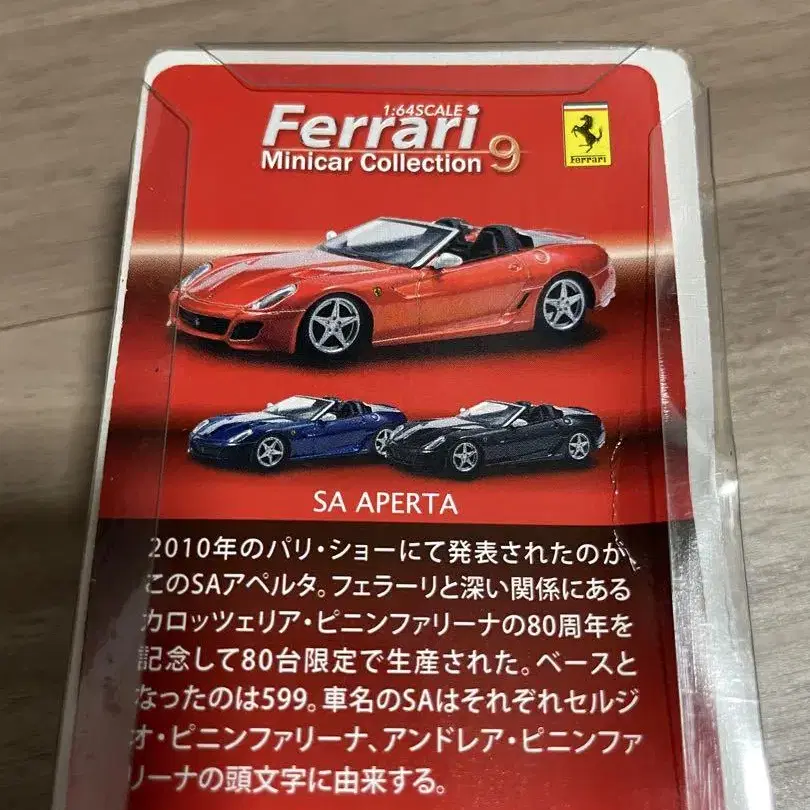 1:64SCALE
Ferrari
Minicar Collection 9
Ferrari
SA APERTA
2010年のパリ・ショーにて発表されたのが
このSAアペルタ。フェラーリと深い関係にある
カロッツェリア・ピニンファリーナの80周年を
記念して80台限定で生産された。ベースと
なったのは599。車名のSAはそれぞれセルジ
オ・ピニンファリーナ、アンドレア・ピニンファ
リーナの頭文字に由来する。